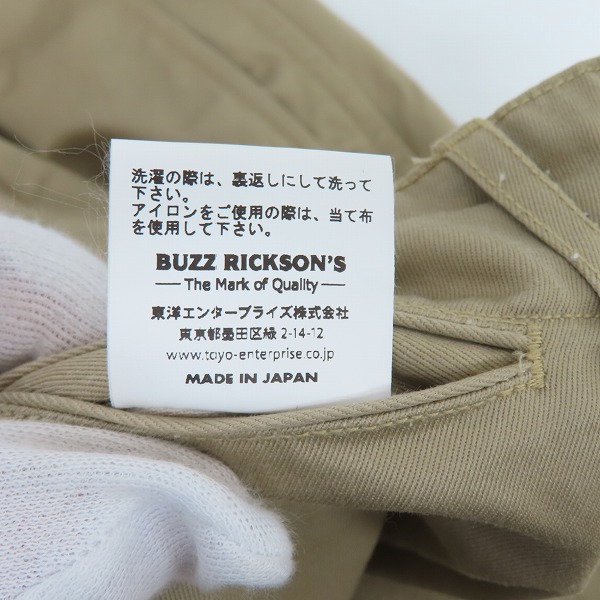 洗濯の際は、裏返しにして洗って
下さい。
アイロンをご使用の際は、当て布
を使用して下さい。
BUZZ RICKSON'S
The Mark of Quality
東洋エンタープライズ株式会社
東京都墨田区緑 2-14-12
www.toyo-enterprise.co.jp
MADE IN JAPAN